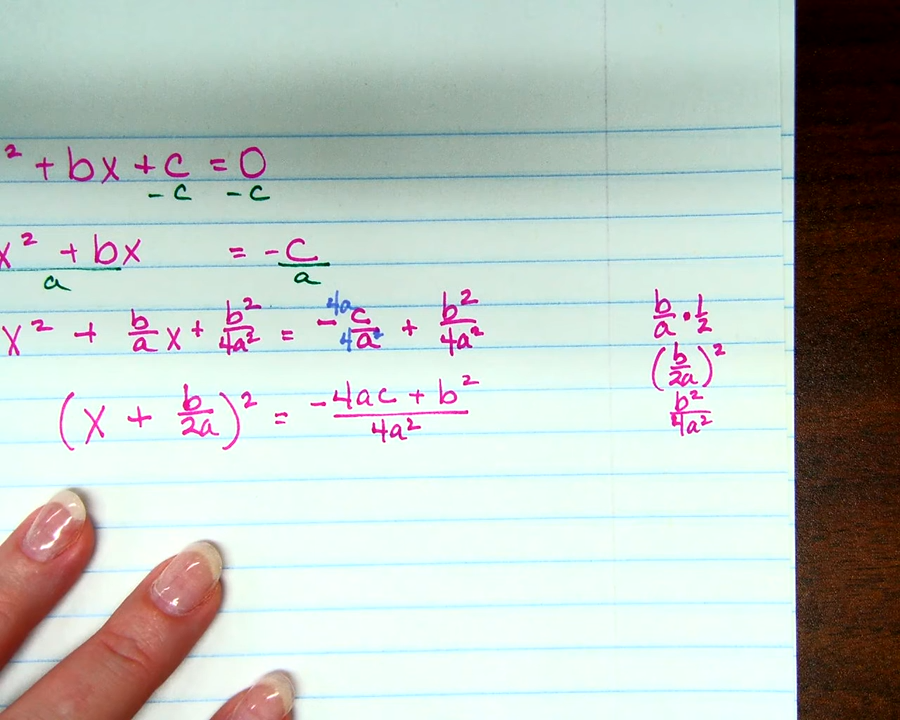 ² + bx + c = 0
- c - c
x² + bx = -c
a a
x² + b/a x + b²/4a² = - 4a c/4a² + b²/4a²
(x + b/2a)² = -4ac + b²/4a²
b/a · 1/2
(b/2a)²
b²/4a²